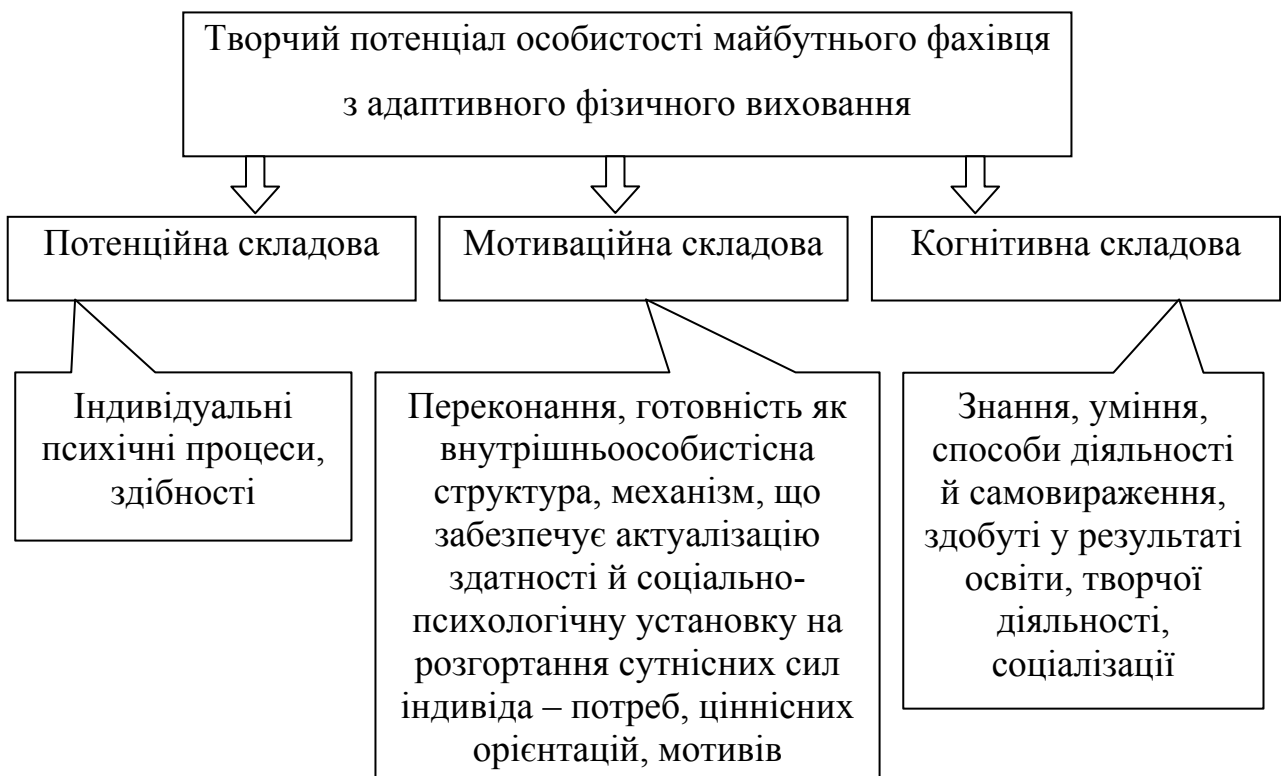 Творчий потенціал особистості майбутнього фахівця
з адаптивного фізичного виховання
Потенційна складова
Мотиваційна складова
Когнітивна складова
Індивідуальні
психічні процеси,
здібності
Переконання, готовність як
внутрішньоособистісна
структура, механізм, що
забезпечує актуалізацію
здатності й соціально-
психологічну установку на
розгортання сутнісних сил
індивіда – потреб, ціннісних
орієнтацій, мотивів
Знання, уміння,
способи діяльності
й самовираження,
здобуті у результаті
освіти, творчої
діяльності,
соціалізації